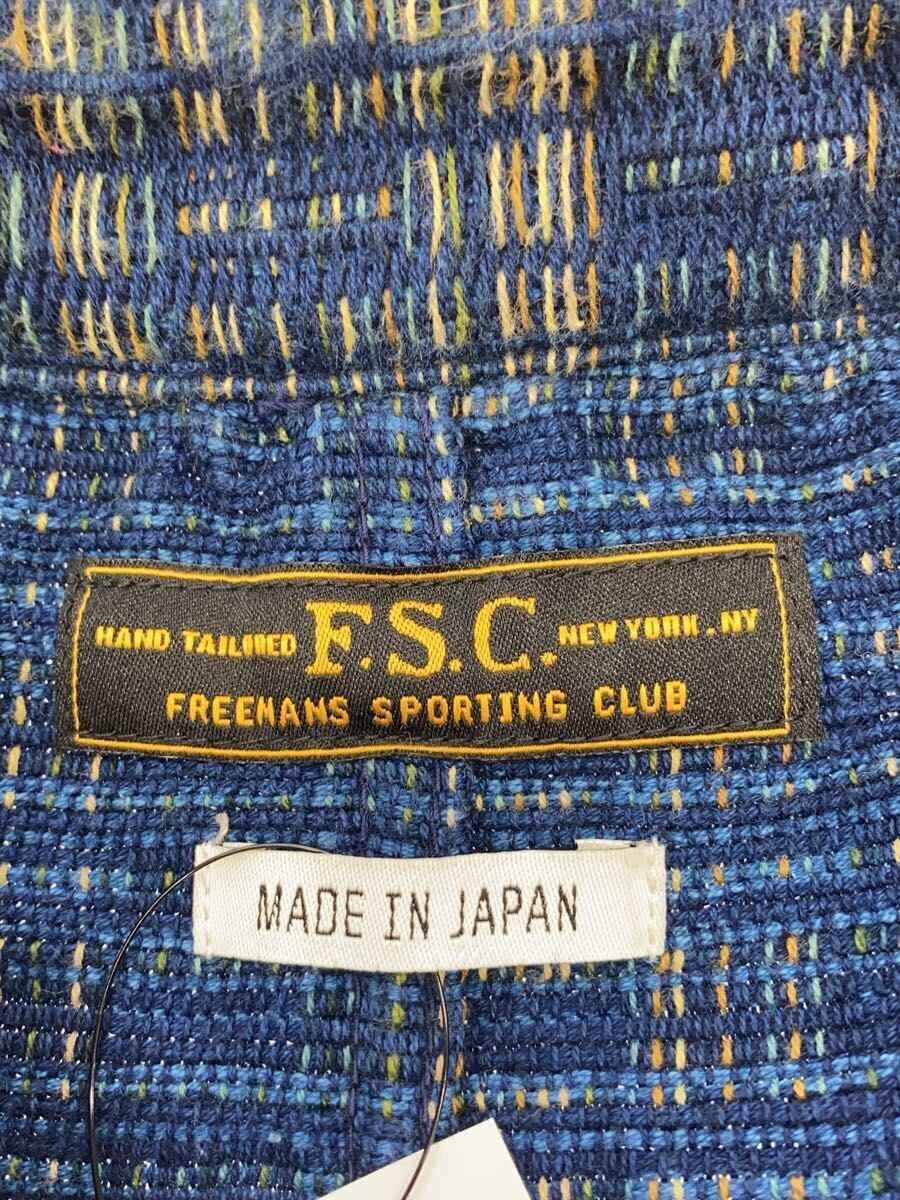 HAND TAILORED F.S.C. NEW YORK.NY
FREEMANS SPORTING CLUB
MADE IN JAPAN